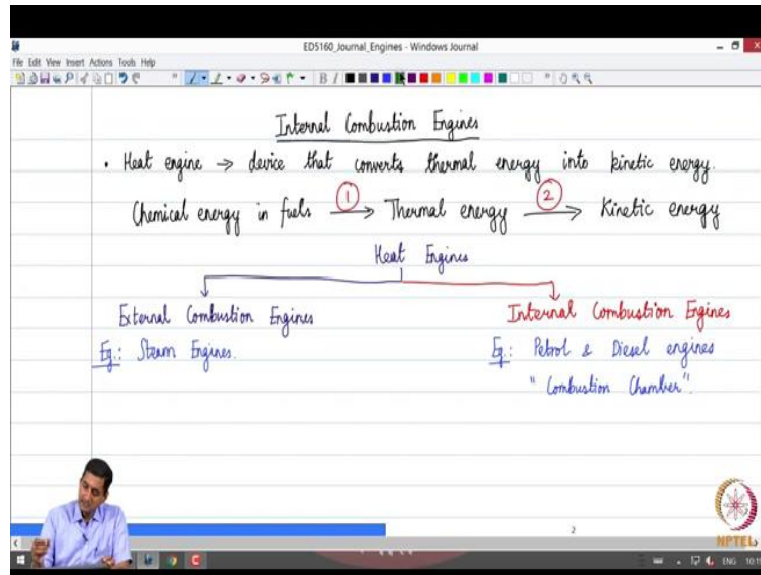 ED5160_Journal_Engines - Windows Journal
File Edit View Insert Actions Tools Help
B I
Internal Combustion Engines
• Heat engine → device that converts thermal energy into kinetic energy.
Chemical energy in fuels ① → Thermal energy ② → Kinetic energy
Heat Engines
External Combustion Engines Internal Combustion Engines
Eg.: Steam Engines. Eg.: Petrol & Diesel engines
"Combustion Chamber".
2
NPTEL
ENG